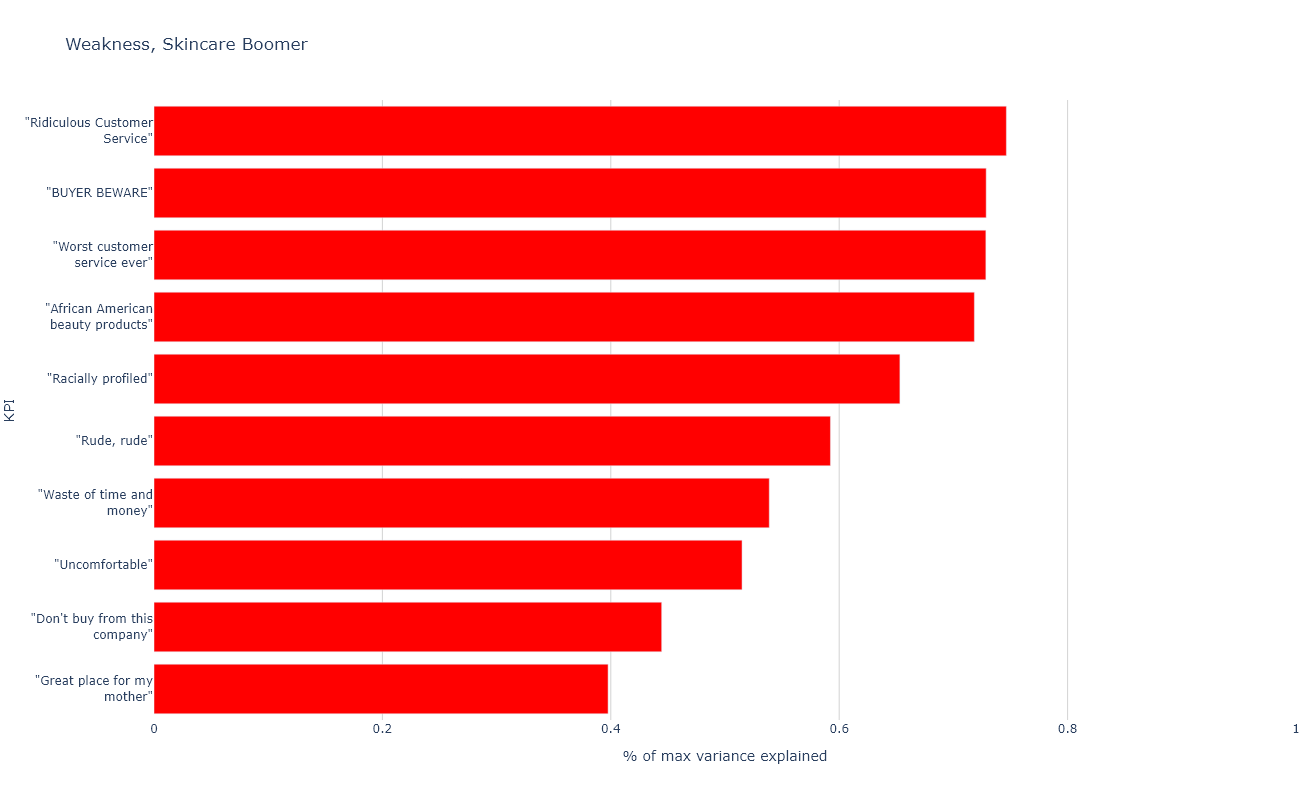 Weakness, Skincare Boomer
"Ridiculous Customer
Service"
"BUYER BEWARE"
"Worst customer
service ever"
"African American
beauty products"
"Racially profiled"
"Rude, rude"
"Waste of time and
money"
"Uncomfortable"
"Don't buy from this
company"
"Great place for my
mother"
KPI
0 0.2 0.4 0.6 0.8 1
% of max variance explained